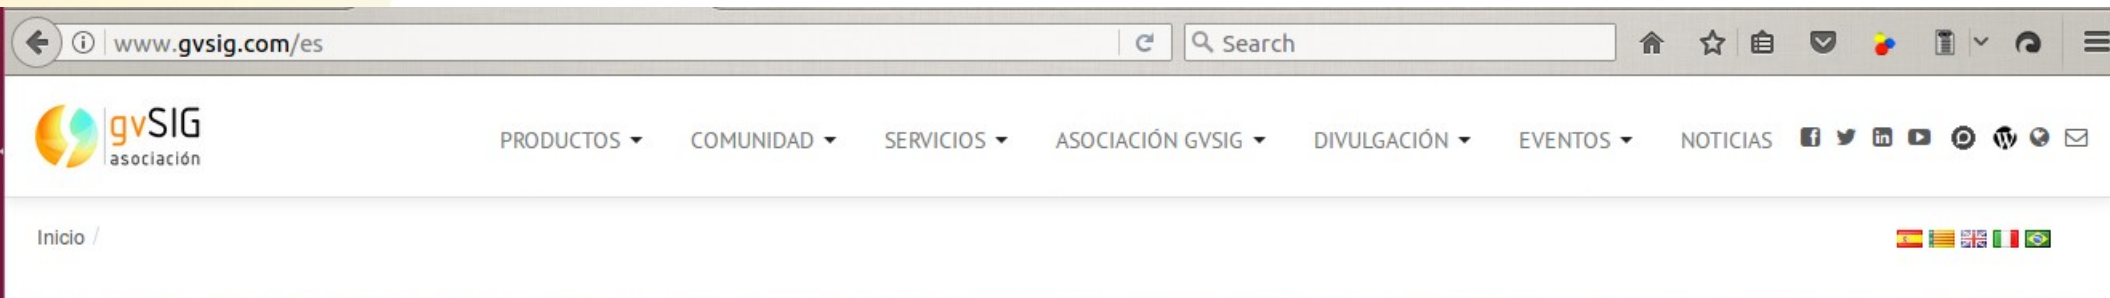 www.gvsig.com/es
Search
gvSIG
asociación
PRODUCTOS COMUNIDAD SERVICIOS ASOCIACIÓN GVSIG DIVULGACIÓN EVENTOS NOTICIAS
Inicio /